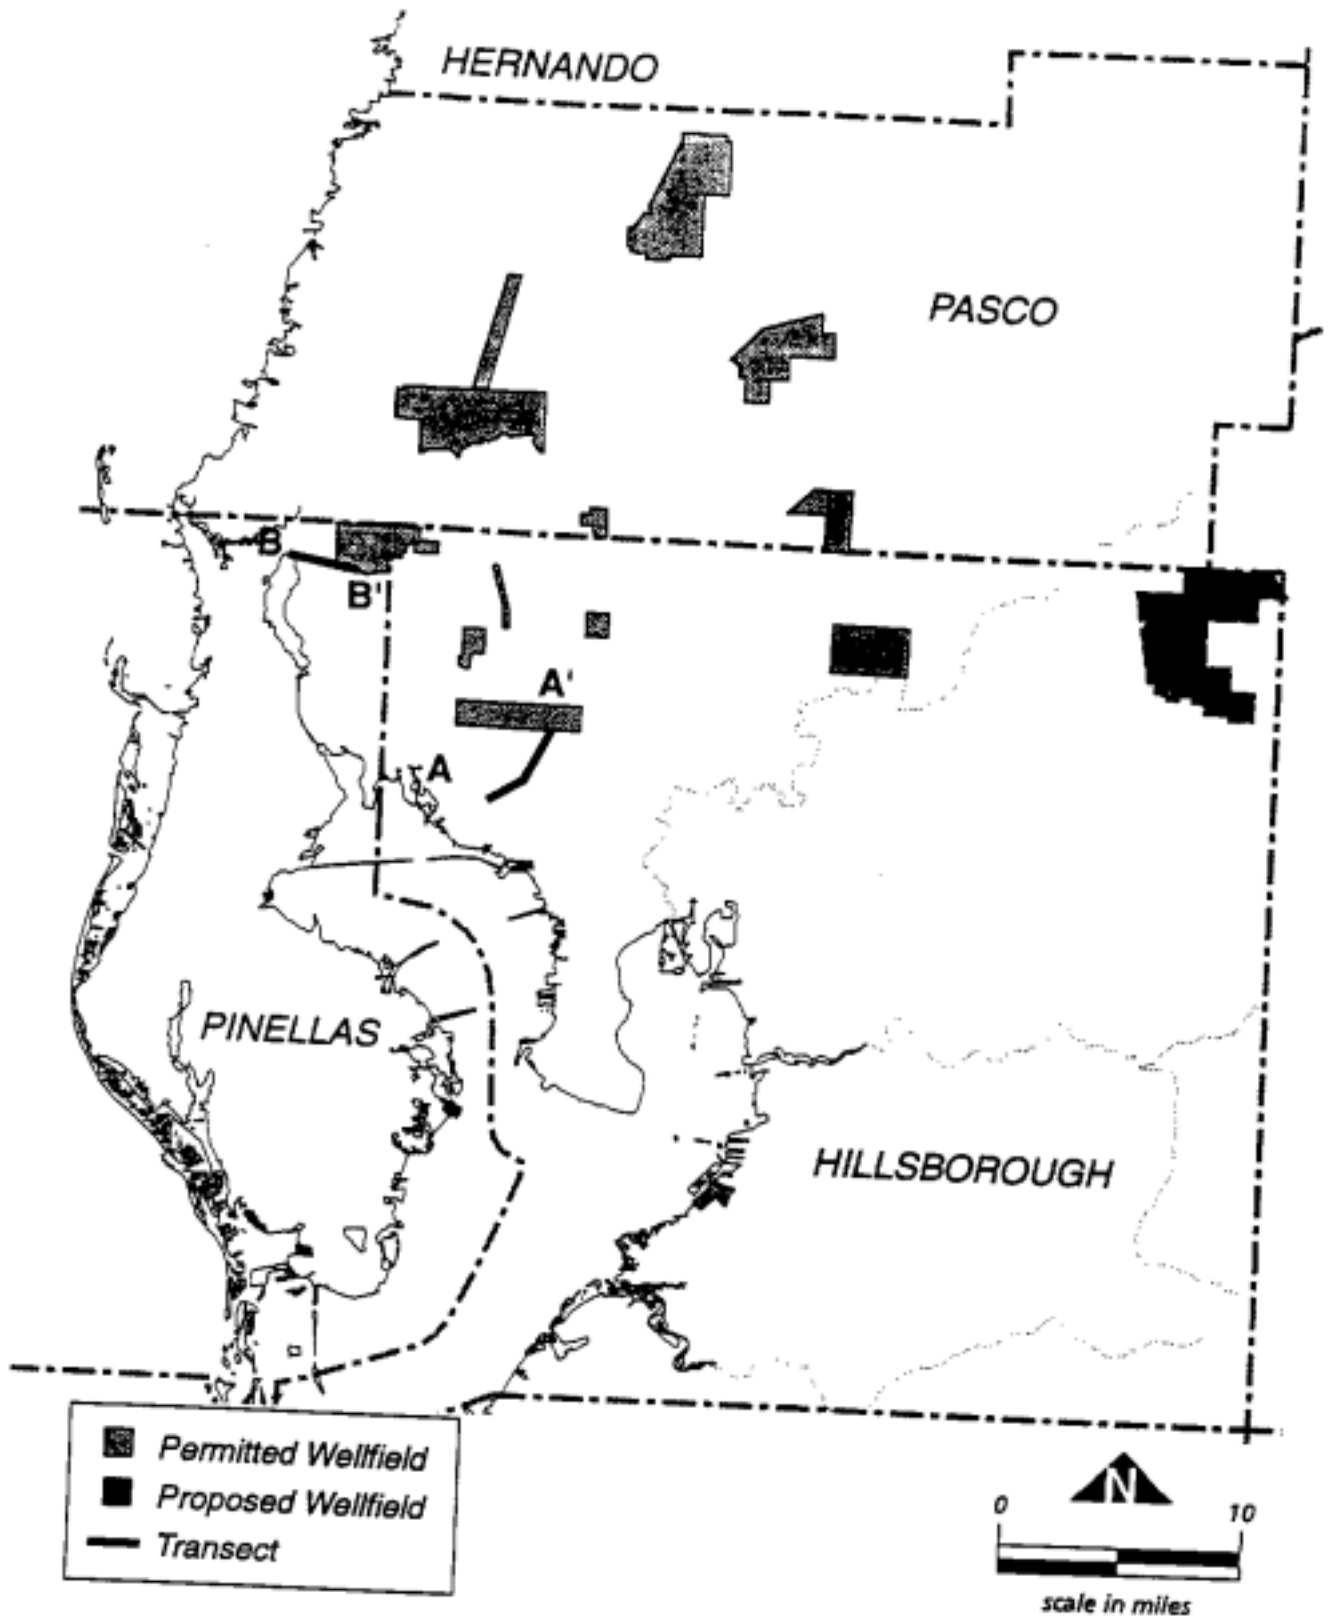 HERNANDO
PASCO
B
B'
A'
A
PINELLAS
HILLSBOROUGH
Permitted Wellfield
Proposed Wellfield
Transect
N
0 10
scale in miles